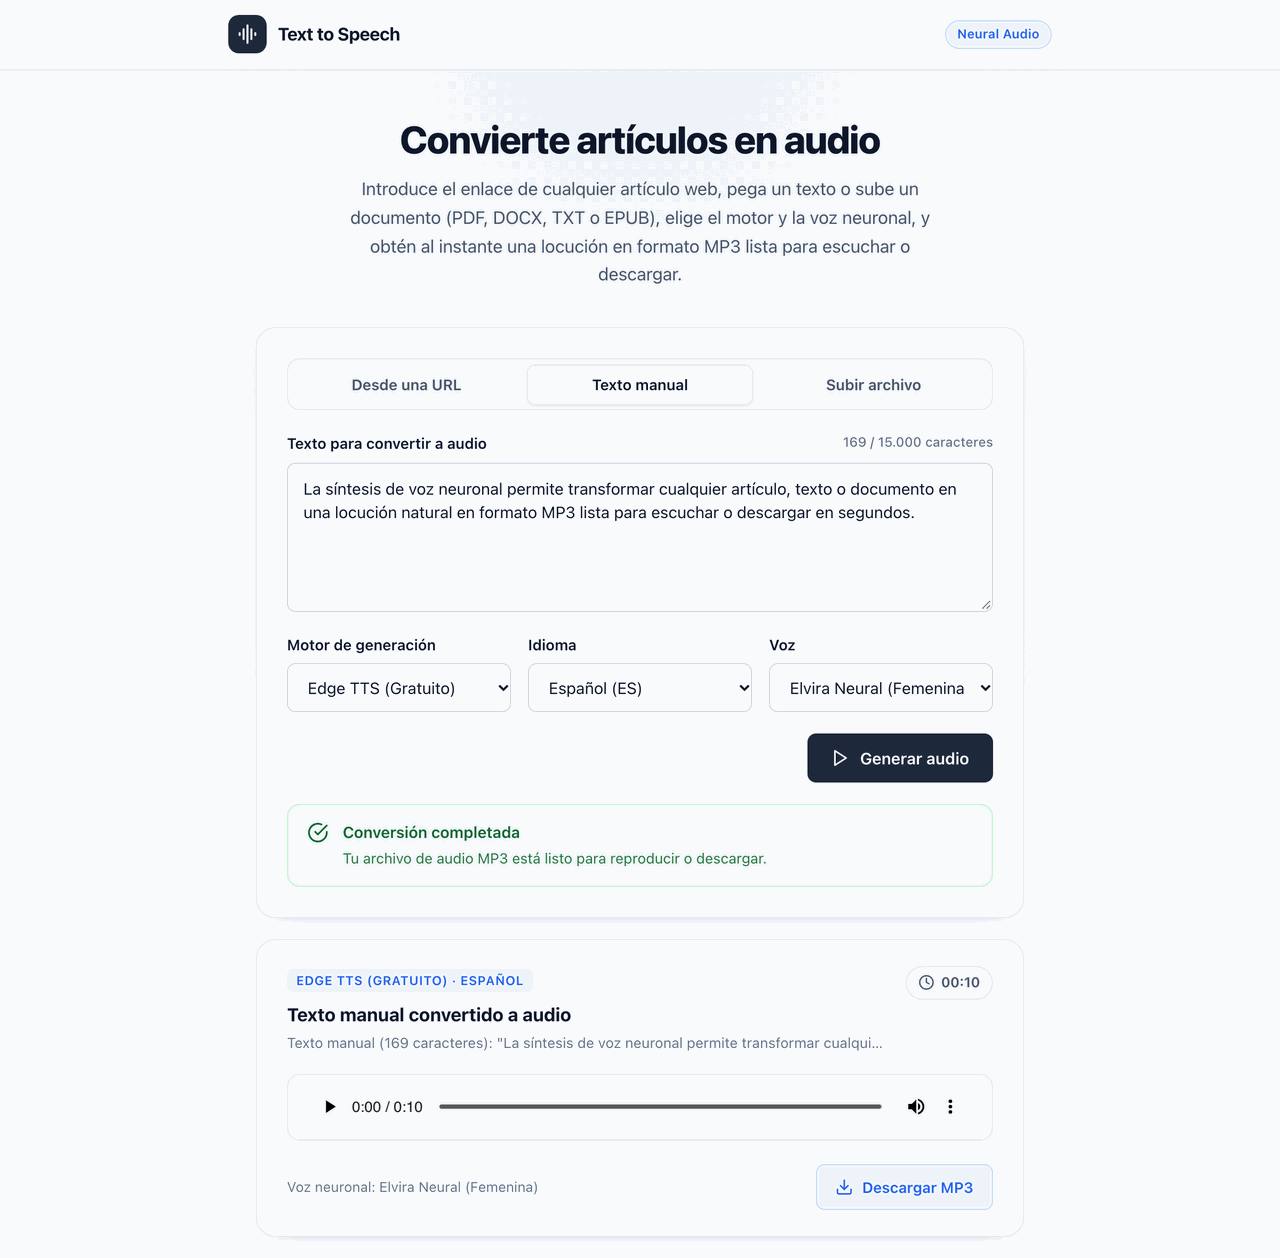 Text to Speech
Neural Audio
Convierte artículos en audio
Introduce el enlace de cualquier artículo web, pega un texto o sube un
documento (PDF, DOCX, TXT o EPUB), elige el motor y la voz neuronal, y
obtén al instante una locución en formato MP3 lista para escuchar o
descargar.
Desde una URL
Texto manual
Subir archivo
Texto para convertir a audio
169 / 15.000 caracteres
La síntesis de voz neuronal permite transformar cualquier artículo, texto o documento en
una locución natural en formato MP3 lista para escuchar o descargar en segundos.
Motor de generación
Idioma
Voz
Edge TTS (Gratuito)
Español (ES)
Elvira Neural (Femenina
Generar audio
Conversión completada
Tu archivo de audio MP3 está listo para reproducir o descargar.
EDGE TTS (GRATUITO) · ESPAÑOL
00:10
Texto manual convertido a audio
Texto manual (169 caracteres): "La síntesis de voz neuronal permite transformar cualqui...
0:00 / 0:10
Voz neuronal: Elvira Neural (Femenina)
Descargar MP3